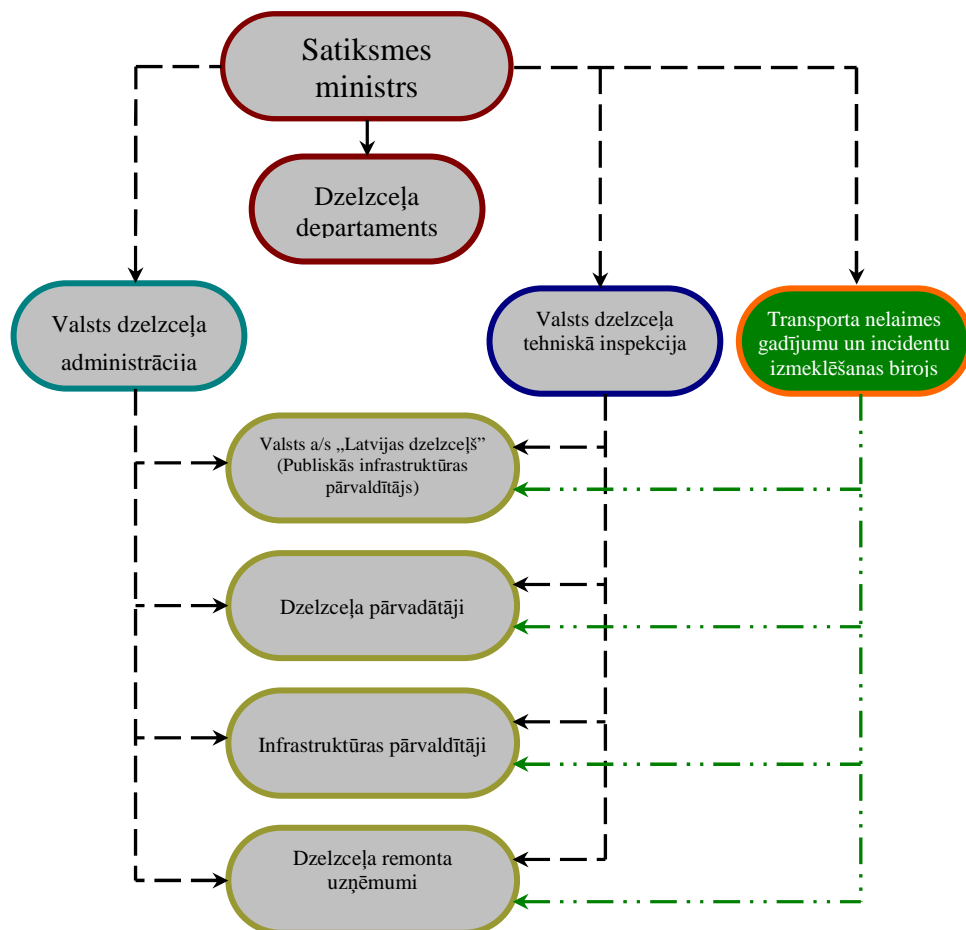 Satiksmes
ministrs
Dzelzceļa
departaments
Valsts dzelzceļa
administrācija
Valsts dzelzceļa
tehniskā inspekcija
Transporta nelaimes
gadījumu un incidentu
izmeklēšanas birojs
Valsts a/s „Latvijas dzelzceļš”
(Publiskās infrastruktūras
pārvaldītājs)
Dzelzceļa pārvadātāji
Infrastruktūras pārvaldītāji
Dzelzceļa remonta
uzņēmumi